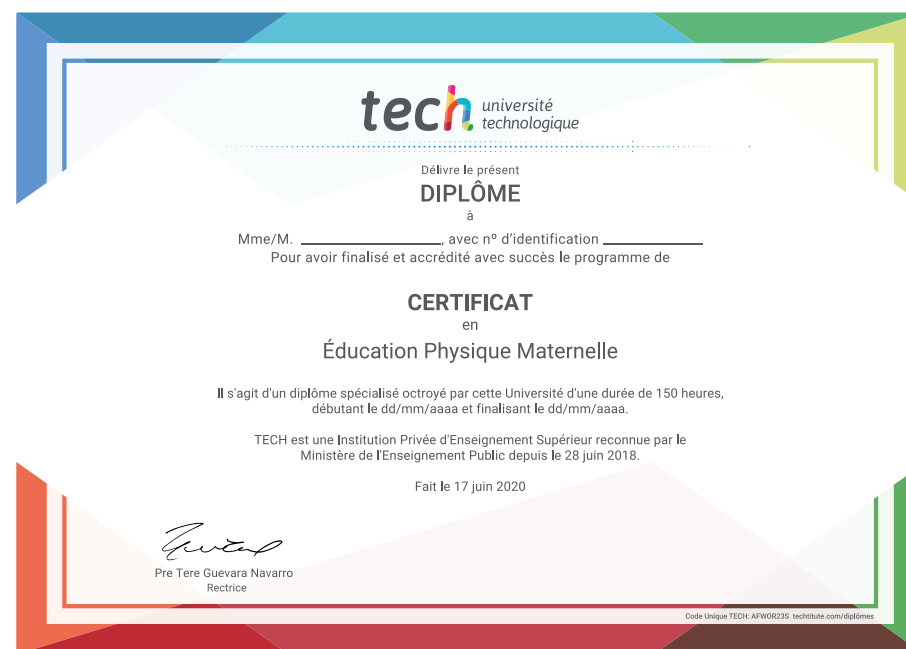 tech université
technologique
Délivre le présent
DIPLÔME
à
Mme/M. ____________________, avec nº d'identification ______________
Pour avoir finalisé et accrédité avec succès le programme de
CERTIFICAT
en
Éducation Physique Maternelle
Il s'agit d'un diplôme spécialisé octroyé par cette Université d'une durée de 150 heures,
débutant le dd/mm/aaaa et finalisant le dd/mm/aaaa.
TECH est une Institution Privée d'Enseignement Supérieur reconnue par le
Ministère de l'Enseignement Public depuis le 28 juin 2018.
Fait le 17 juin 2020
Pre Tere Guevara Navarro
Rectrice
Code Unique TECH: AFWOR23S techtitute.com/diplômes